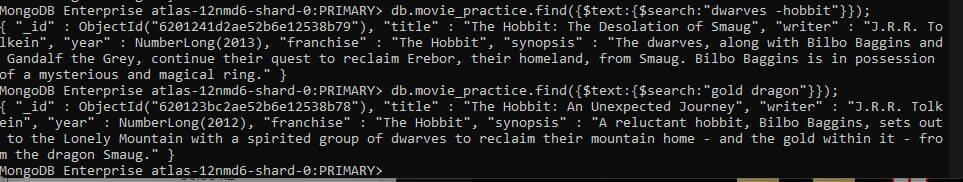 MongoDB Enterprise atlas-12nmd6-shard-0:PRIMARY> db.movie_practice.find({$text:{$search:"dwarves -hobbit"}});
{ "_id" : ObjectId("6201241d2ae52b6e12538b79"), "title" : "The Hobbit: The Desolation of Smaug", "writer" : "J.R.R. To
lkein", "year" : NumberLong(2013), "franchise" : "The Hobbit", "synopsis" : "The dwarves, along with Bilbo Baggins and
 Gandalf the Grey, continue their quest to reclaim Erebor, their homeland, from Smaug. Bilbo Baggins is in possession
of a mysterious and magical ring." }
MongoDB Enterprise atlas-12nmd6-shard-0:PRIMARY> db.movie_practice.find({$text:{$search:"gold dragon"}});
{ "_id" : ObjectId("620123bc2ae52b6e12538b78"), "title" : "The Hobbit: An Unexpected Journey", "writer" : "J.R.R. Tolk
ein", "year" : NumberLong(2012), "franchise" : "The Hobbit", "synopsis" : "A reluctant hobbit, Bilbo Baggins, sets out
 to the Lonely Mountain with a spirited group of dwarves to reclaim their mountain home - and the gold within it - fro
m the dragon Smaug." }
MongoDB Enterprise atlas-12nmd6-shard-0:PRIMARY>